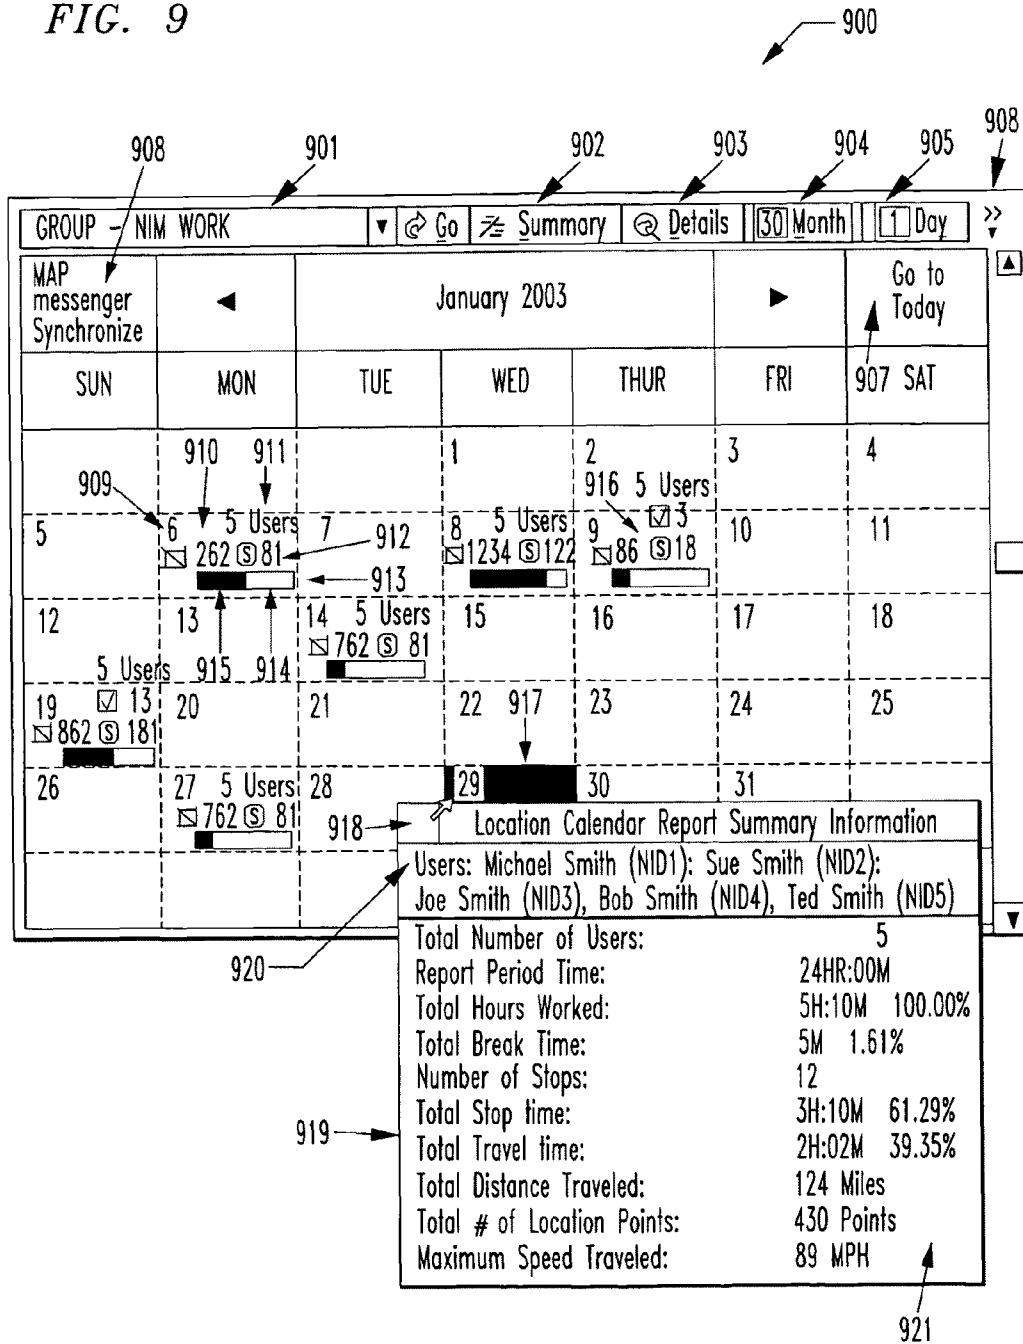 FIG. 9
900
908 901 902 903 904 905 908
GROUP - NIM WORK ▼ Go Summary Details 30 Month 1 Day >>
MAP messenger Synchronize ◀ January 2003 ▶ Go to Today
907
SUN MON TUE WED THUR FRI SAT
1 2 3 4
909 910 911 916
5 Users 3
5 6 7 8 9 10 11
5 Users 5 Users
262 S 81 912 1234 S 122 86 S 18
913
12 13 14 15 16 17 18
5 Users
762 S 81
915 914
5 Users 13
19 20 21 22 23 24 25
862 S 181
917
26 27 28 29 30 31
5 Users
762 S 81
918
Location Calendar Report Summary Information
Users: Michael Smith (NID1): Sue Smith (NID2):
Joe Smith (NID3), Bob Smith (NID4), Ted Smith (NID5)
920
Total Number of Users: 5
Report Period Time: 24HR:00M
Total Hours Worked: 5H:10M 100.00%
Total Break Time: 5M 1.61%
Number of Stops: 12
Total Stop time: 3H:10M 61.29%
919
Total Travel time: 2H:02M 39.35%
Total Distance Traveled: 124 Miles
Total # of Location Points: 430 Points
Maximum Speed Traveled: 89 MPH
921